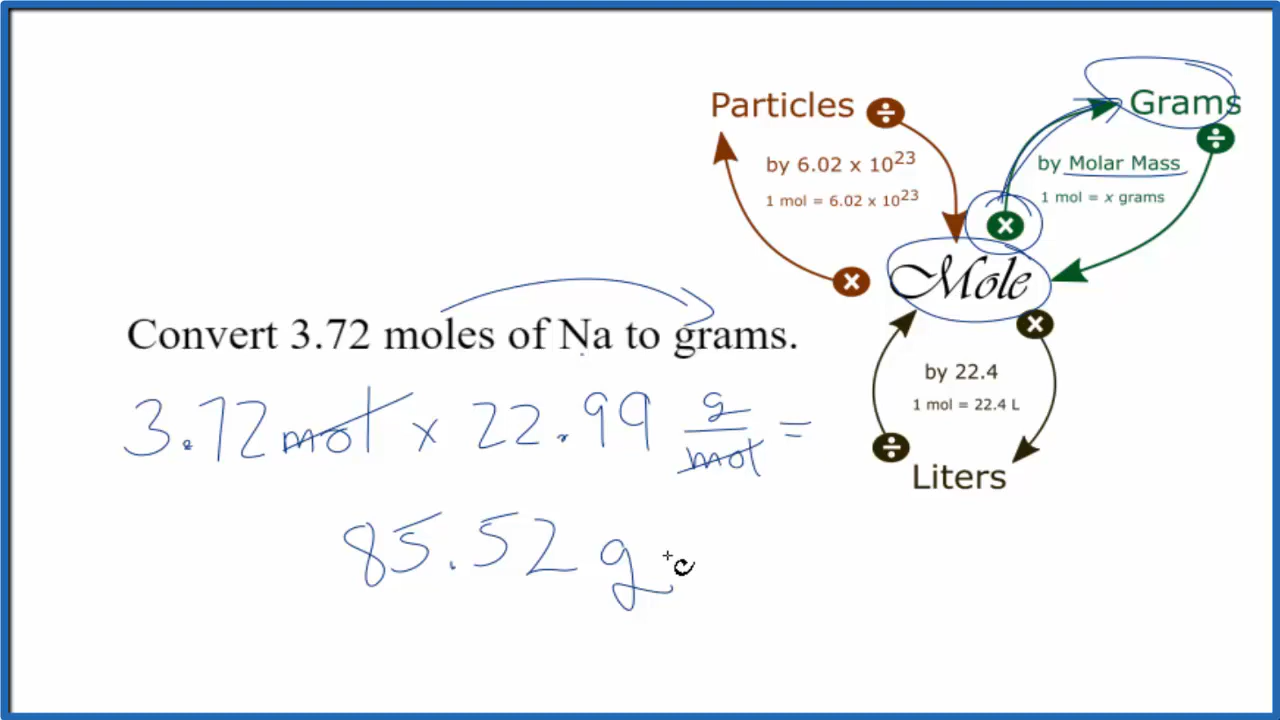 Particles ÷
Grams
÷
by 6.02 x 10²³
1 mol = 6.02 x 10²³
by Molar Mass
1 mol = x grams
×
×
Mole
×
Convert 3.72 moles of Na to grams.
by 22.4
1 mol = 22.4 L
÷
Liters
3.72 mol x 22.99 g/mol =
85.52 g